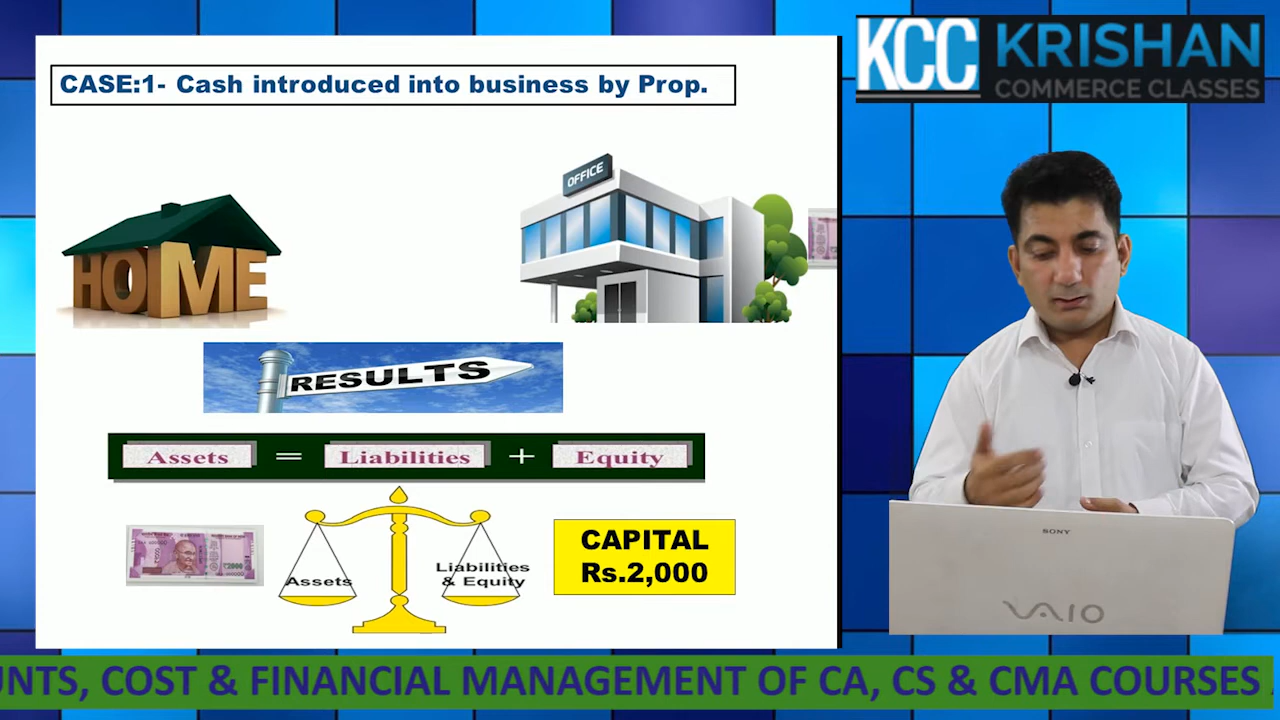 CASE:1- Cash introduced into business by Prop.
KCC KRISHAN
COMMERCE CLASSES
OFFICE
HOME
RESULTS
Assets = Liabilities + Equity
Assets
Liabilities
& Equity
CAPITAL
Rs.2,000
SONY
VAIO
UNTS, COST & FINANCIAL MANAGEMENT OF CA, CS & CMA COURSES